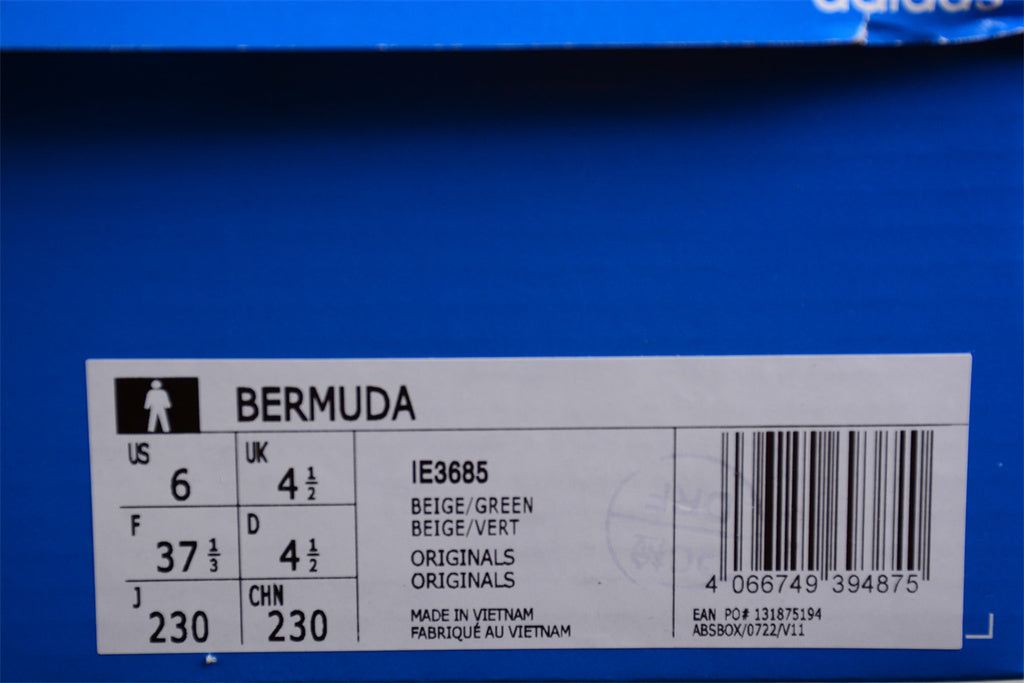 adidas
BERMUDA
US 6
UK 4 1/2
F 37 1/3
D 4 1/2
J 230
CHN 230
IE3685
BEIGE/GREEN
BEIGE/VERT
ORIGINALS
ORIGINALS
MADE IN VIETNAM
FABRIQUÉ AU VIETNAM
4 066749 394875
EAN PO# 131875194
ABSBOX/0722/V11